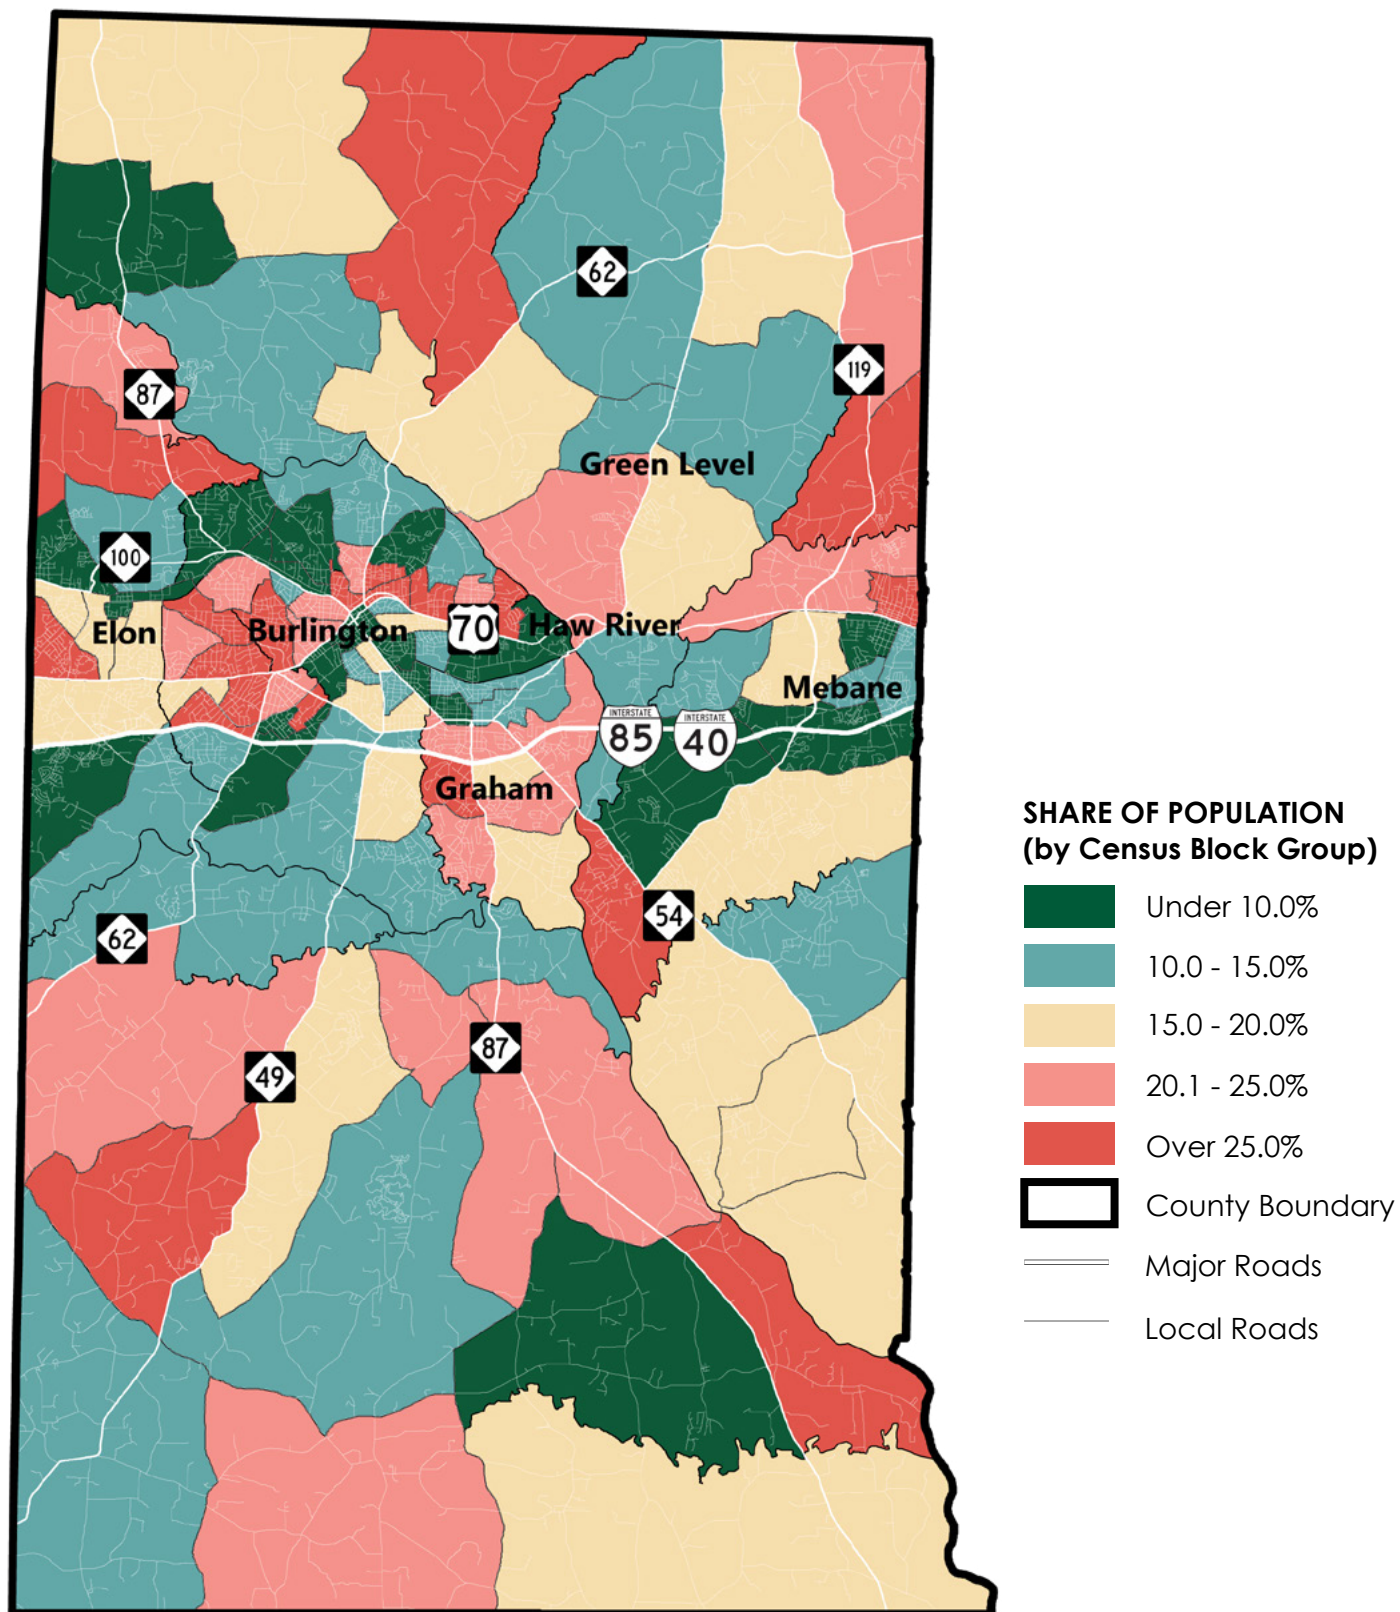 62
119
87
Green Level
100
Elon
Burlington
70
Haw River
Mebane
INTERSTATE
85
INTERSTATE
40
Graham
54
62
87
49
SHARE OF POPULATION
(by Census Block Group)
Under 10.0%
10.0 - 15.0%
15.0 - 20.0%
20.1 - 25.0%
Over 25.0%
County Boundary
Major Roads
Local Roads